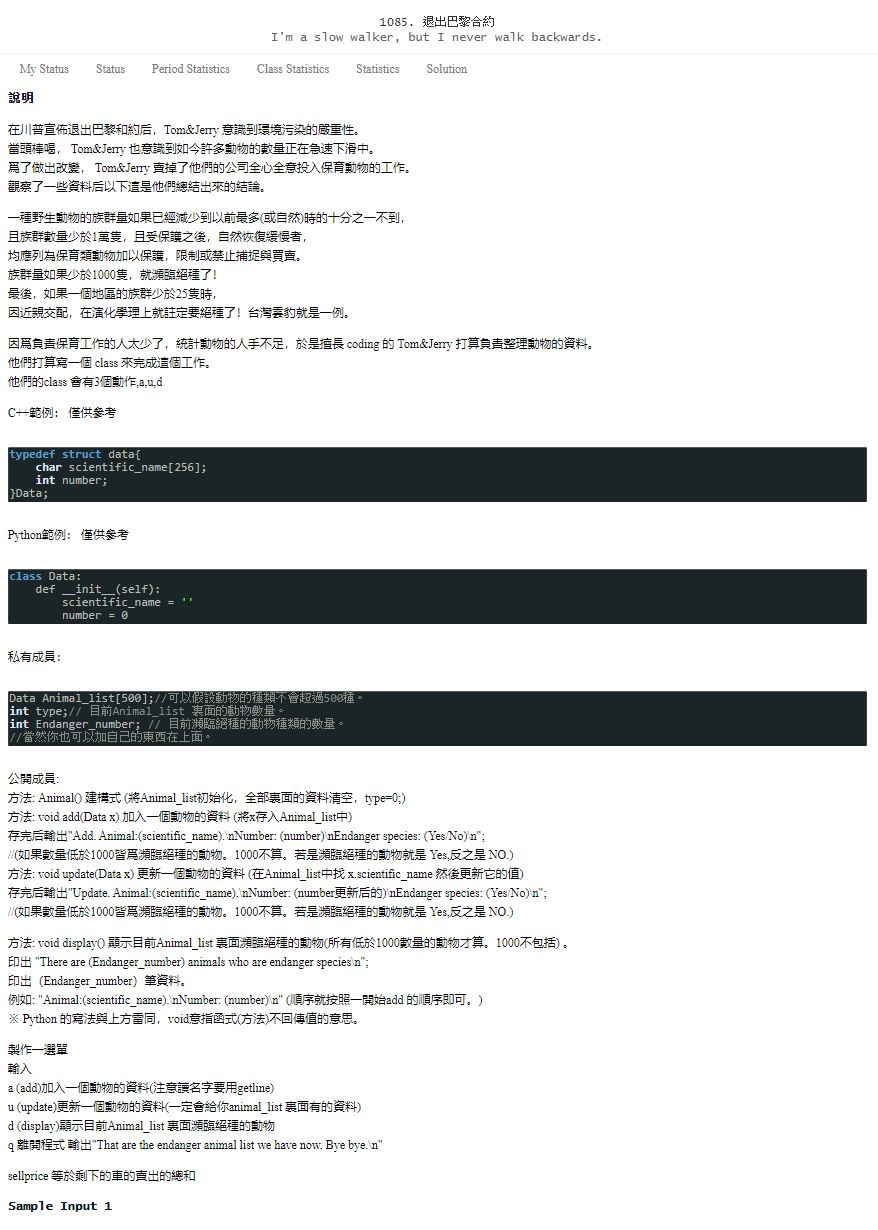 1085. 退出巴黎合約
I'm a slow walker, but I never walk backwards.
My Status Status Period Statistics Class Statistics Statistics Solution
說明
在川普宣佈退出巴黎和約后，Tom&Jerry 意識到環境污染的嚴重性。
當頭棒喝， Tom&Jerry 也意識到如今許多動物的數量正在急速下滑中。
爲了做出改變， Tom&Jerry 賣掉了他們的公司全心全意投入保育動物的工作。
觀察了一些資料后以下這是他們總結出來的結論。
一種野生動物的族群量如果已經減少到以前最多(或自然)時的十分之一不到，
且族群數量少於1萬隻，且受保護之後，自然恢復緩慢者，
均應列為保育類動物加以保護，限制或禁止捕捉與買賣。
族群量如果少於1000隻，就瀕臨絕種了！
最後，如果一個地區的族群少於25隻時，
因近親交配，在演化學理上就註定要絕種了！台灣雲豹就是一例。
因爲負責保育工作的人太少了，統計動物的人手不足，於是擅長 coding 的 Tom&Jerry 打算負責整理動物的資料。
他們打算寫一個 class 來完成這個工作。
他們的class 會有3個動作,a,u,d
C++範例： 僅供參考
typedef struct data{
    char scientific_name[256];
    int number;
}Data;
Python範例： 僅供參考
class Data:
    def __init__(self):
        scientific_name = ''
        number = 0
私有成員：
Data Animal_list[500];//可以假設動物的種類不會超過500種。
int type;// 目前Animal_list 裏面的動物數量。
int Endanger_number; // 目前瀕臨絕種的動物種類的數量。
//當然你也可以加自己的東西在上面。
公開成員:
方法: Animal() 建構式 (將Animal_list初始化，全部裏面的資料清空，type=0;)
方法: void add(Data x) 加入一個動物的資料 (將x存入Animal_list中)
存完后輸出"Add. Animal:(scientific_name).\nNumber: (number)\nEndanger species: (Yes/No)\n";
//(如果數量低於1000皆爲瀕臨絕種的動物。1000不算。若是瀕臨絕種的動物就是 Yes,反之是 NO.)
方法: void update(Data x) 更新一個動物的資料 (在Animal_list中找 x.scientific_name 然後更新它的值)
存完后輸出"Update. Animal:(scientific_name).\nNumber: (number更新后的)\nEndanger species: (Yes/No)\n";
//(如果數量低於1000皆爲瀕臨絕種的動物。1000不算。若是瀕臨絕種的動物就是 Yes,反之是 NO.)
方法: void display() 顯示目前Animal_list 裏面瀕臨絕種的動物(所有低於1000數量的動物才算。1000不包括) 。
印出 "There are (Endanger_number) animals who are endanger species\n";
印出（Endanger_number）筆資料。
例如: "Animal:(scientific_name).\nNumber: (number)\n" (順序就按照一開始add 的順序即可。)
※ Python 的寫法與上方雷同，void意指函式(方法)不回傳值的意思。
製作一選單
輸入
a (add)加入一個動物的資料(注意讀名字要用getline)
u (update)更新一個動物的資料(一定會給你animal_list 裏面有的資料)
d (display)顯示目前Animal_list 裏面瀕臨絕種的動物
q 離開程式 輸出"That are the endanger animal list we have now. Bye bye.\n"
sellprice 等於剩下的車的賣出的總和
Sample Input 1